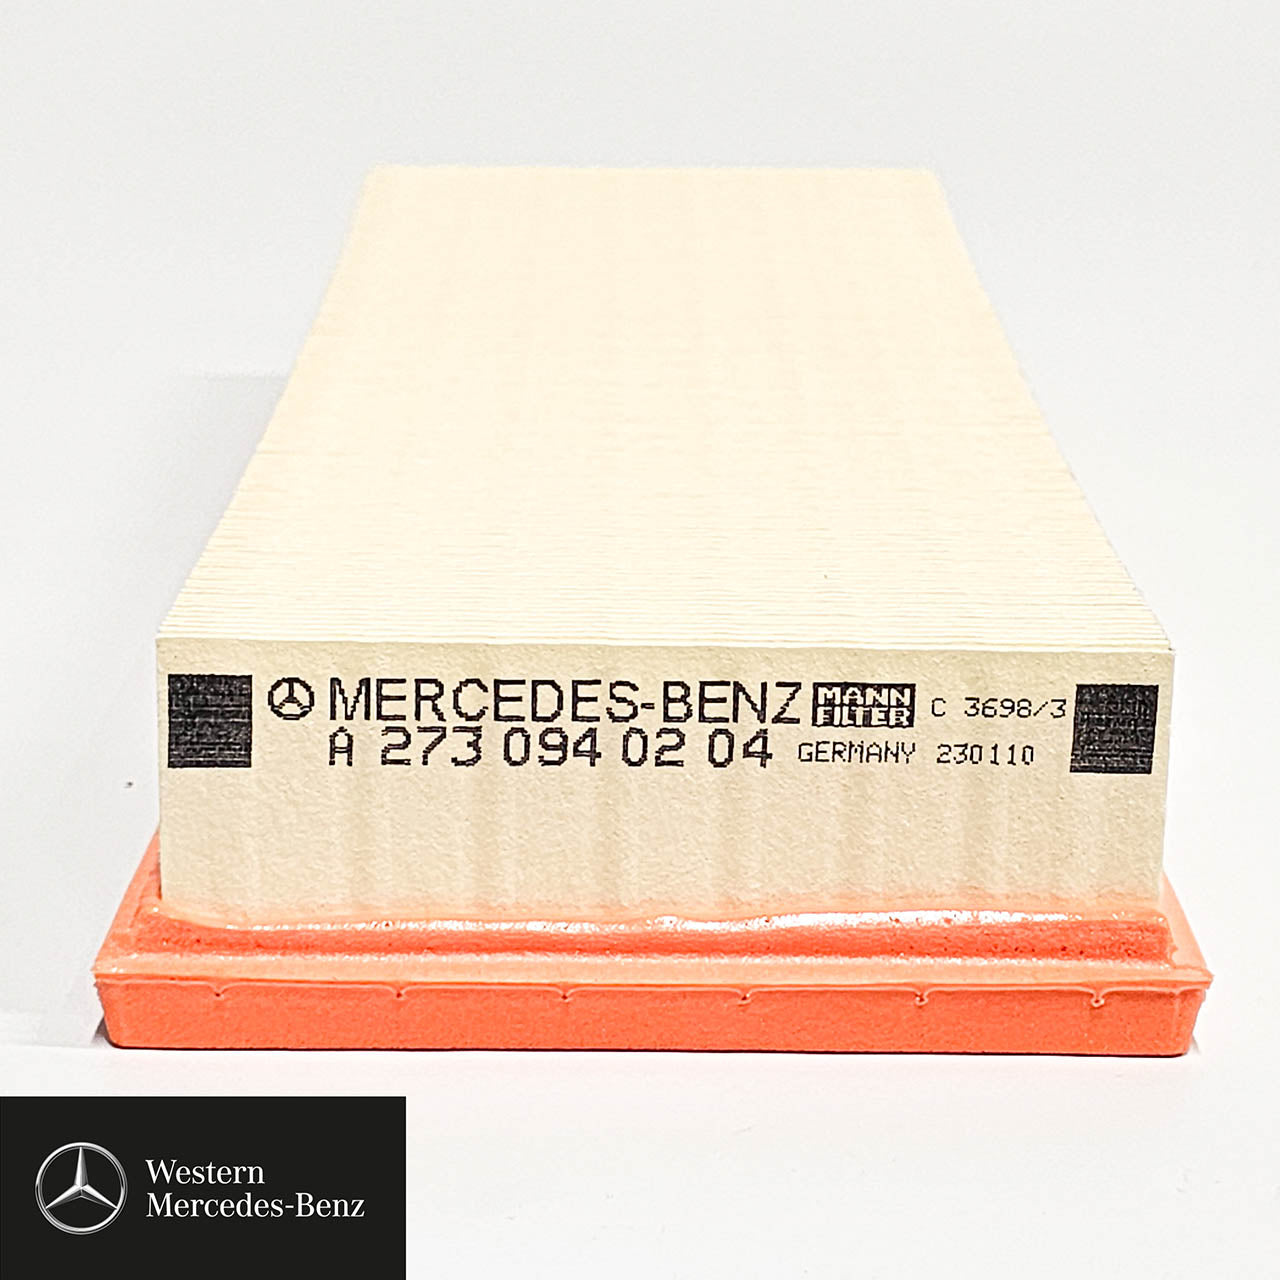 MERCEDES-BENZ MANN FILTER C 3698/3
A 273 094 02 04 GERMANY 230110
Western
Mercedes-Benz